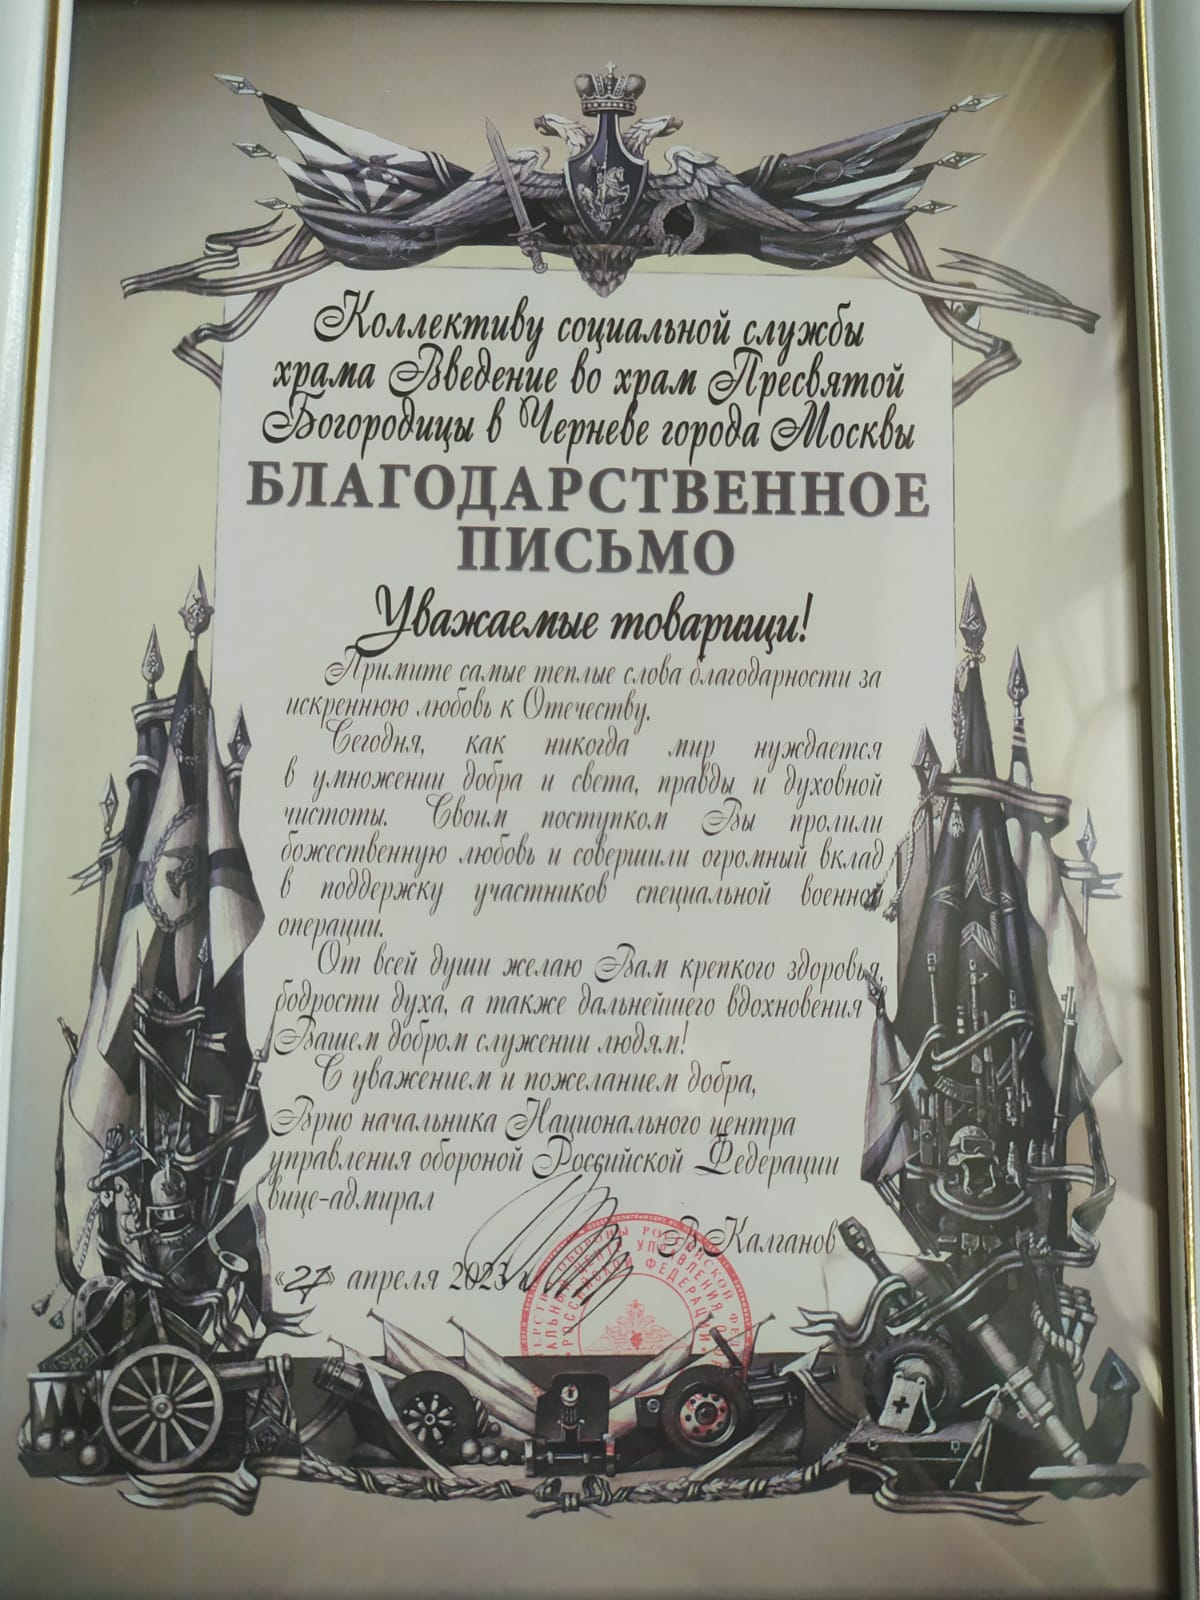 Коллективу социальной службы
храма Введение во храм Пресвятой
Богородицы в Черневе города Москвы
БЛАГОДАРСТВЕННОЕ
ПИСЬМО
Уважаемые товарищи!
Примите самые теплые слова благодарности за
искреннюю любовь к Отечеству.
Сегодня, как никогда мир нуждается
в умножении добра и света, правды и духовной
чистоты. Своим поступком Вы пролили
божественную любовь и совершили огромный вклад
в поддержку участников специальной военной
операции.
От всей души желаю Вам крепкого здоровья,
бодрости духа, а также дальнейшего вдохновения
Вашем добром служении людям!
С уважением и пожеланием добра,
Врио начальника Национального центра
управления обороной Российской Федерации
вице-адмирал
В. Калганов
«27» апреля 2023 г.